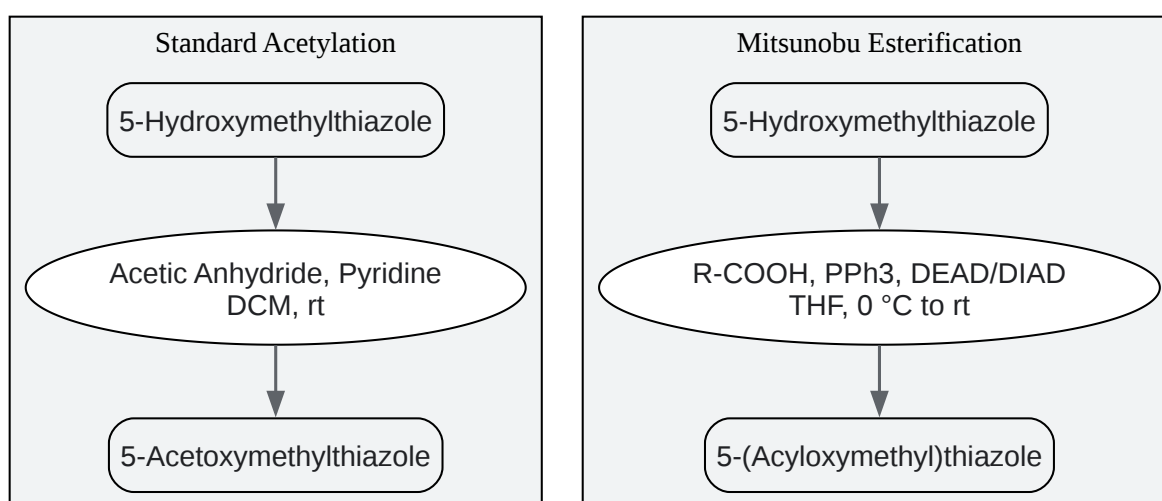 Standard Acetylation
5-Hydroxymethylthiazole
Acetic Anhydride, Pyridine
DCM, rt
5-Acetoxymethylthiazole
Mitsunobu Esterification
5-Hydroxymethylthiazole
R-COOH, PPh3, DEAD/DIAD
THF, 0 °C to rt
5-(Acyloxymethyl)thiazole